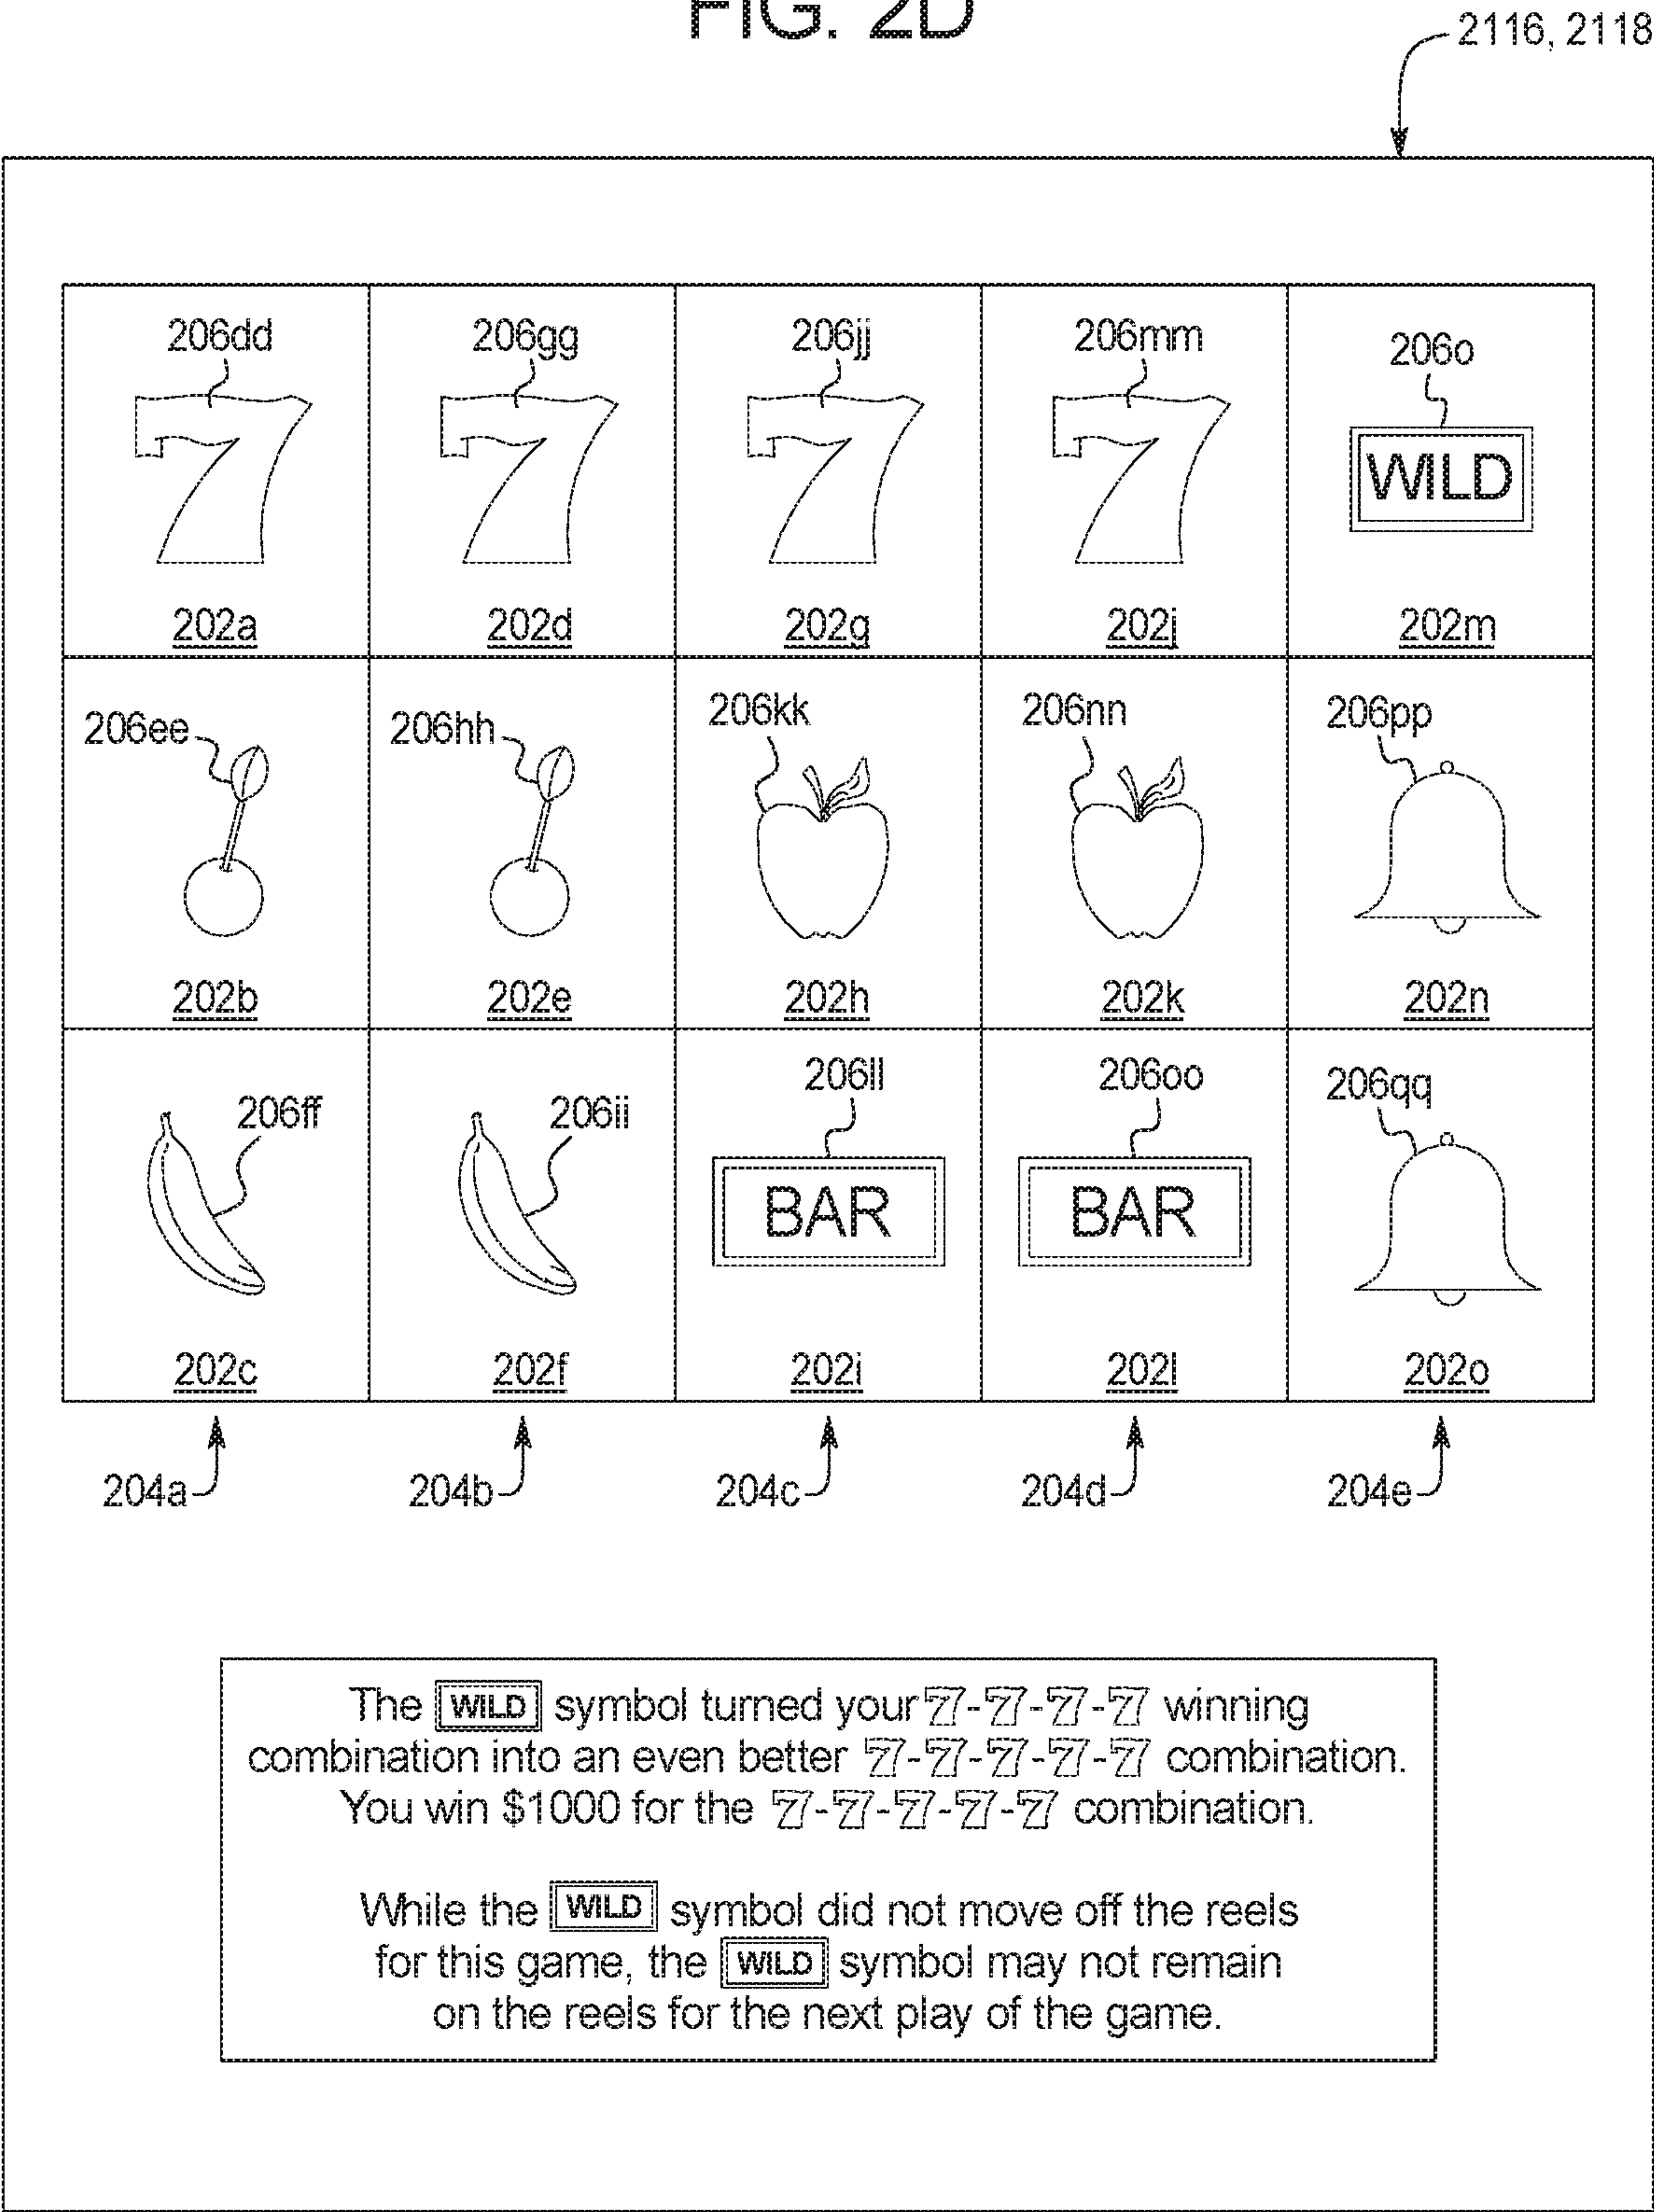 FIG. 2D
2116, 2118
206dd 206gg 206jj 206mm 206o
7 7 7 7 WILD
202a 202d 202g 202j 202m
206ee 206hh 206kk 206nn 206pp
202b 202e 202h 202k 202n
206ff 206ii 206ll 206oo 206qq
BAR BAR
202c 202f 202i 202l 202o
204a 204b 204c 204d 204e
The WILD symbol turned your 7-7-7-7 winning
combination into an even better 7-7-7-7-7 combination.
You win $1000 for the 7-7-7-7-7 combination.
While the WILD symbol did not move off the reels
for this game, the WILD symbol may not remain
on the reels for the next play of the game.